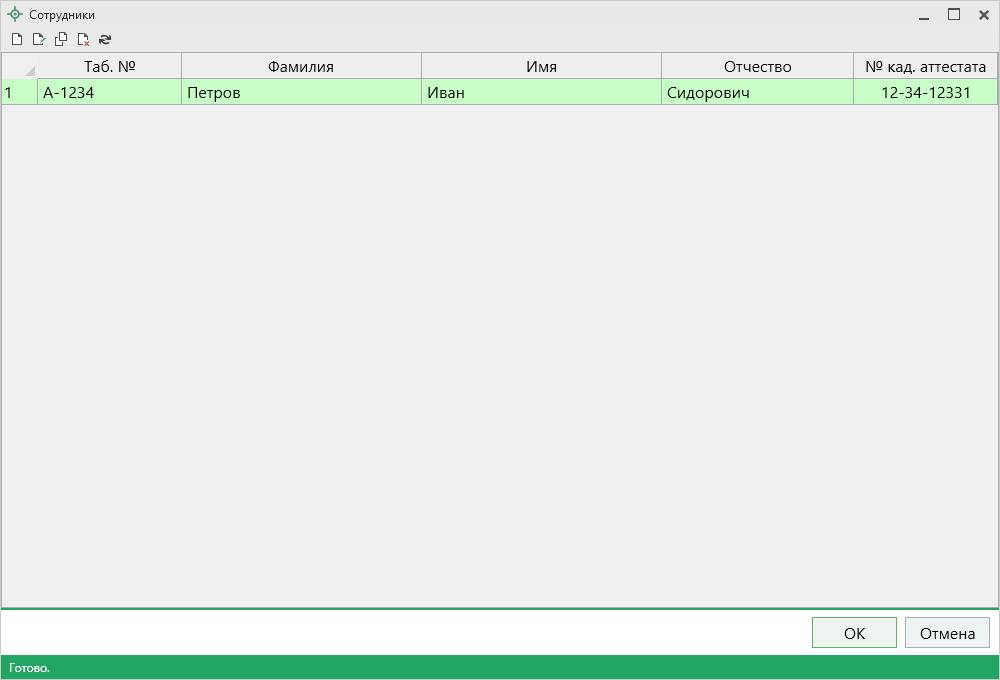 Сотрудники
Таб. № Фамилия Имя Отчество № кад. аттестата
1 А-1234 Петров Иван Сидорович 12-34-12331
ОК Отмена
Готово.